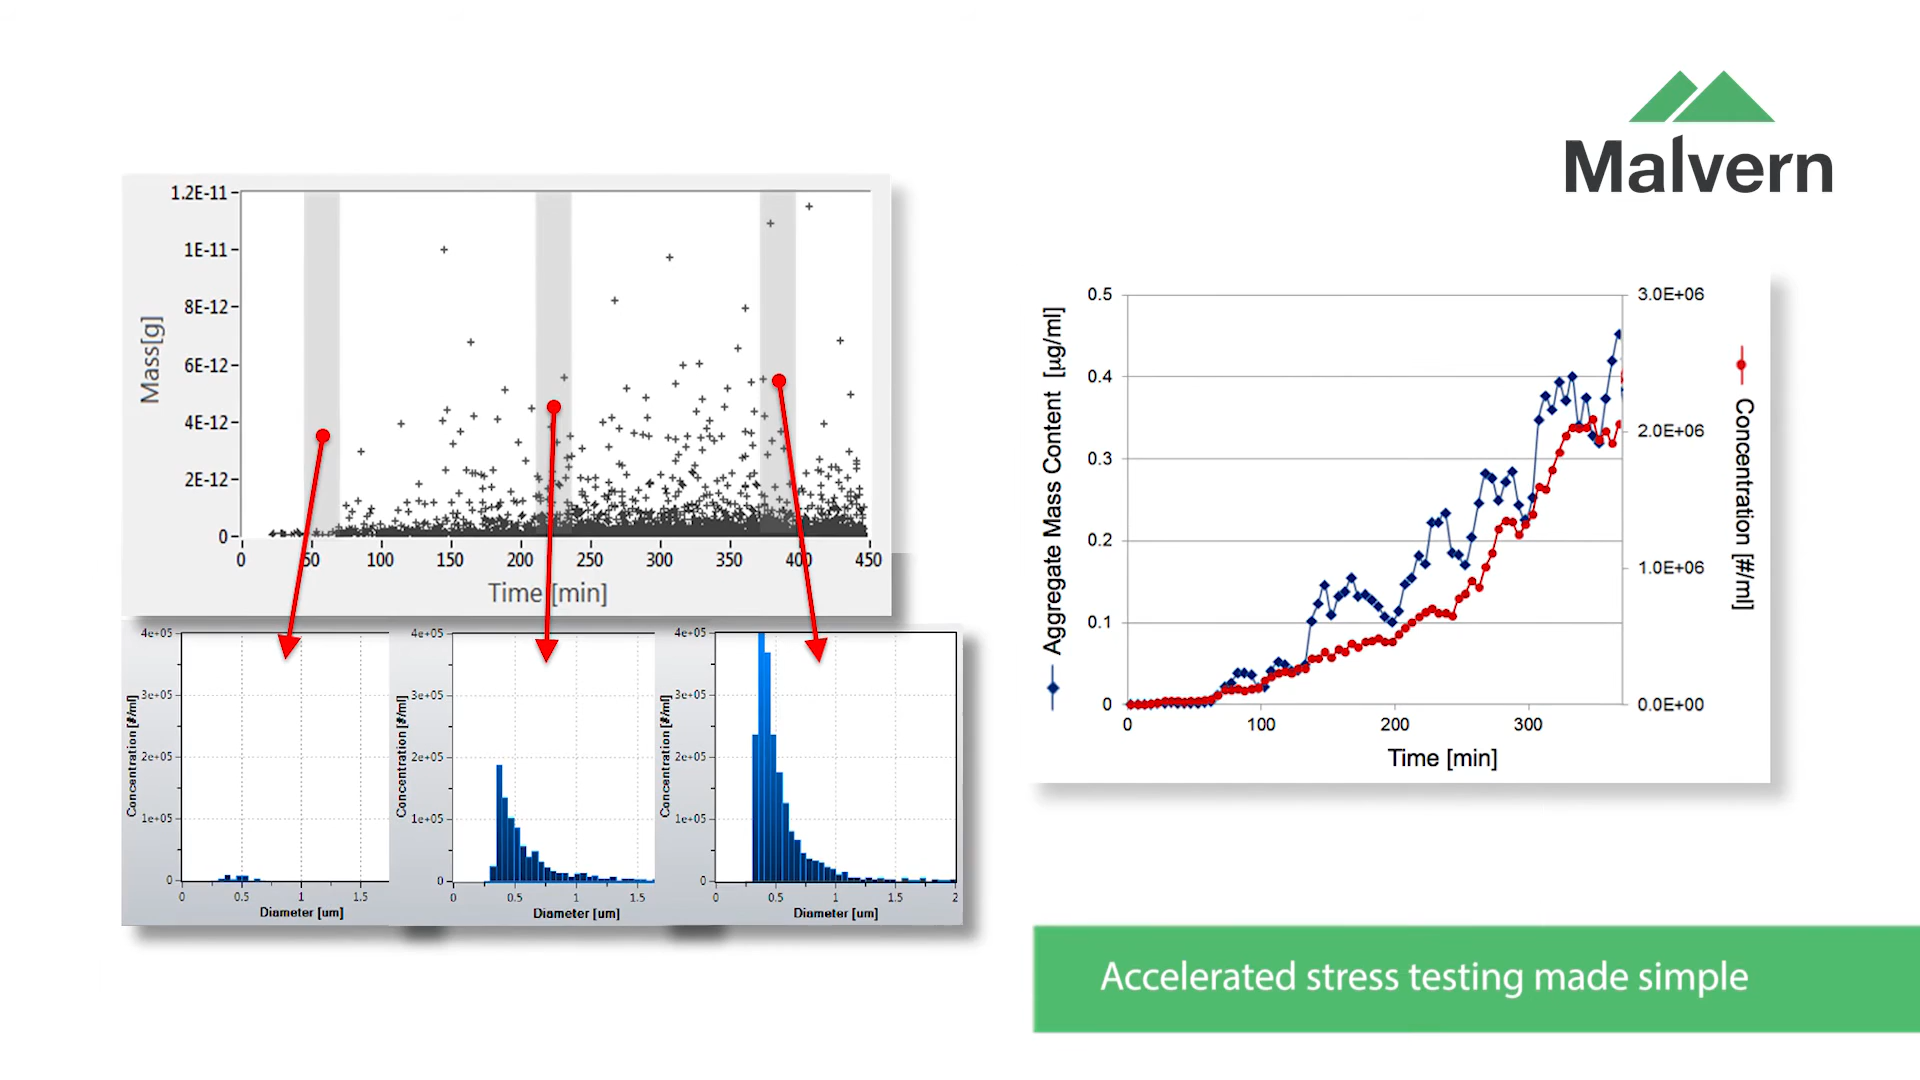 Malvern
1.2E-11
1E-11
8E-12
6E-12
4E-12
2E-12
0
Mass[g]
0 50 100 150 200 250 300 350 400 450
Time [min]
4e+05
3e+05
2e+05
1e+05
0
Concentration [#/ml]
0 0.5 1 1.5
Diameter [um]
4e+05
3e+05
2e+05
1e+05
0
Concentration [#/ml]
0 0.5 1 1.5
Diameter [um]
4e+05
3e+05
2e+05
1e+05
0
Concentration [#/ml]
0 0.5 1 1.5 2
Diameter [um]
0.5
0.4
0.3
0.2
0.1
0
Aggregate Mass Content [µg/ml]
3.0E+06
2.0E+06
1.0E+06
0.0E+00
Concentration [#/ml]
0 100 200 300
Time [min]
Accelerated stress testing made simple